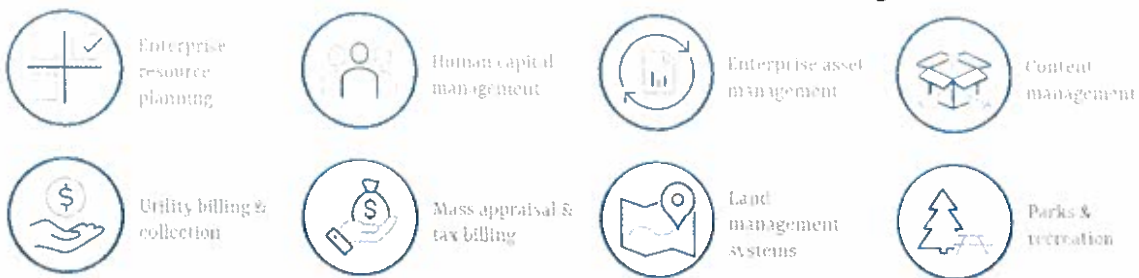 Enterprise
resource
planning
Human capital
management
Enterprise asset
management
Content
management
Utility billing &
collection
Mass appraisal &
tax billing
Land
management
systems
Parks &
recreation